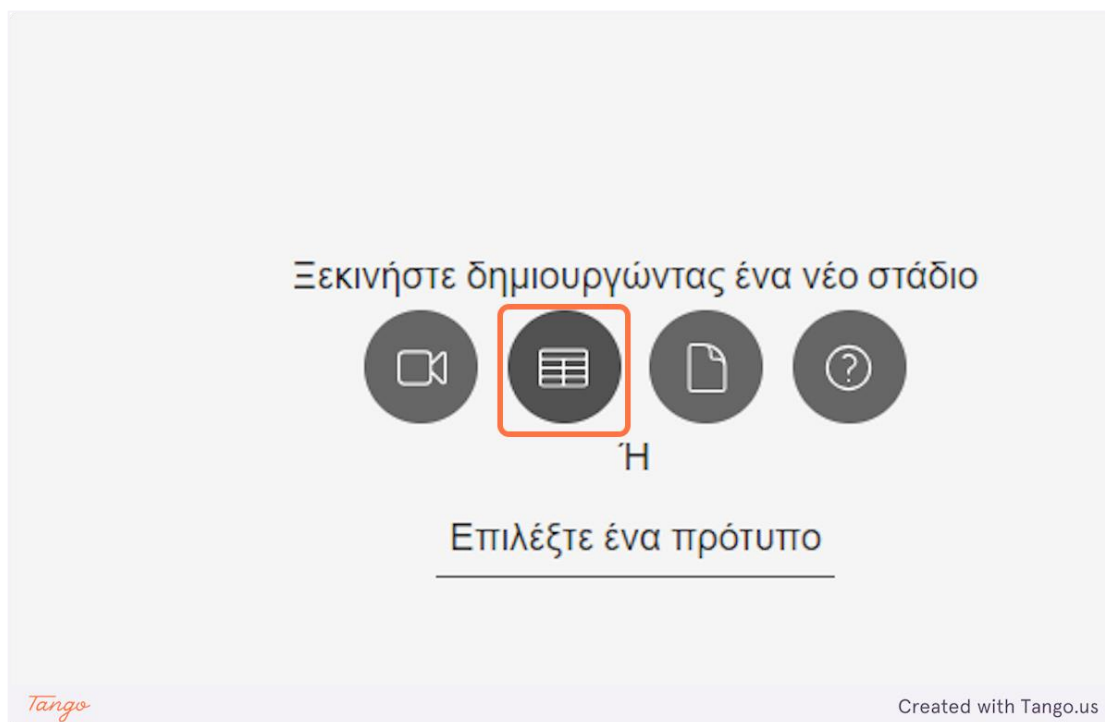 Ξεκινήστε δημιουργώντας ένα νέο στάδιο
Ή
Επιλέξτε ένα πρότυπο
Tango
Created with Tango.us